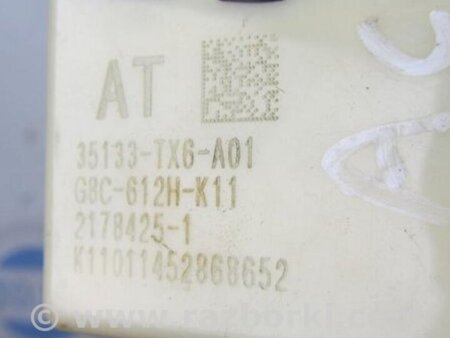 AT
35133-TX6-A01
G8C-612H-K11
2178425-1
K11011452868652
© www.razborki.com